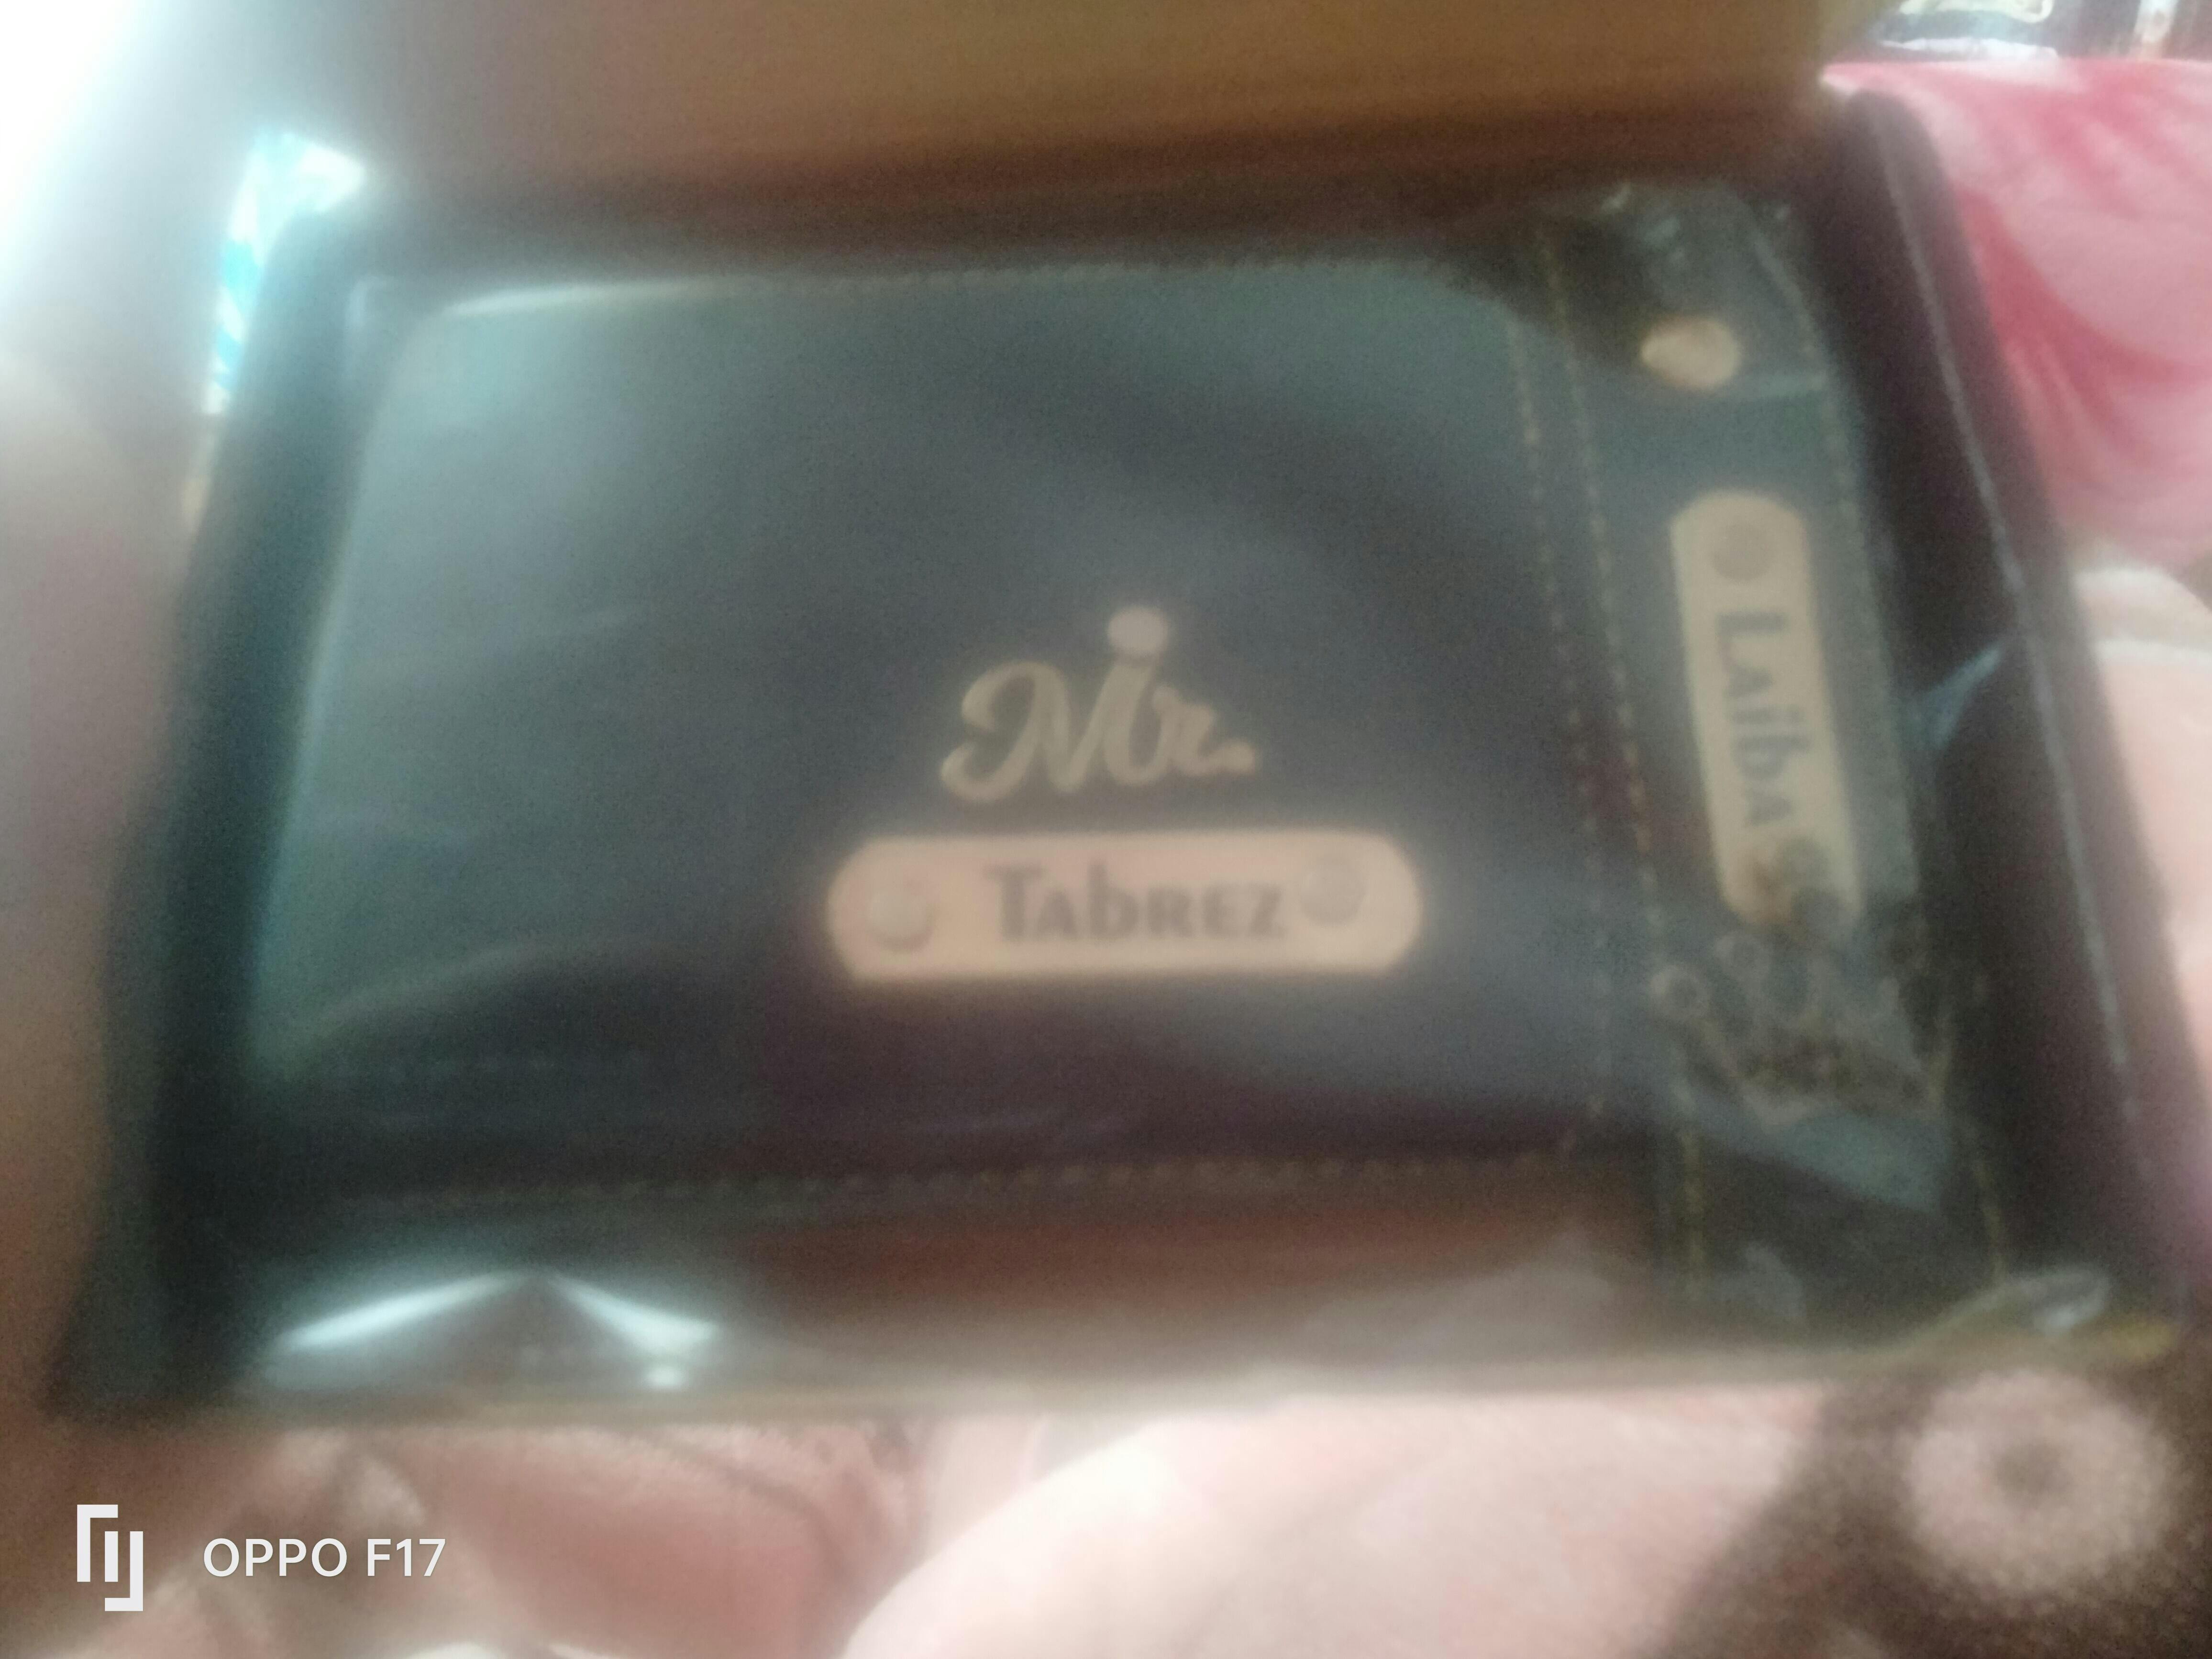 Mr.
TAbREZ
LAibA
OPPO F17